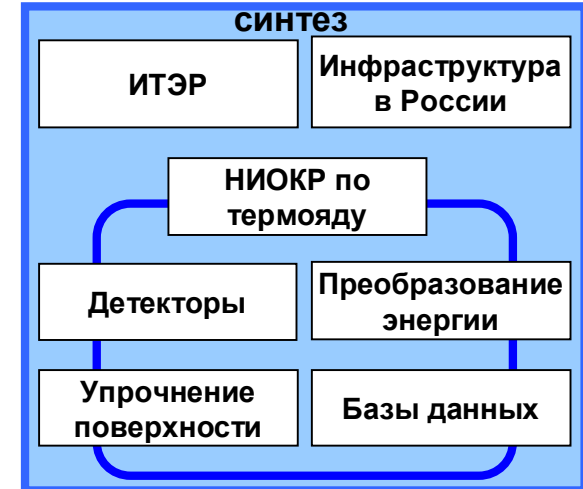 синтез
ИТЭР
Инфраструктура
в России
НИОКР по
термояду
Детекторы
Преобразование
энергии
Упрочнение
поверхности
Базы данных